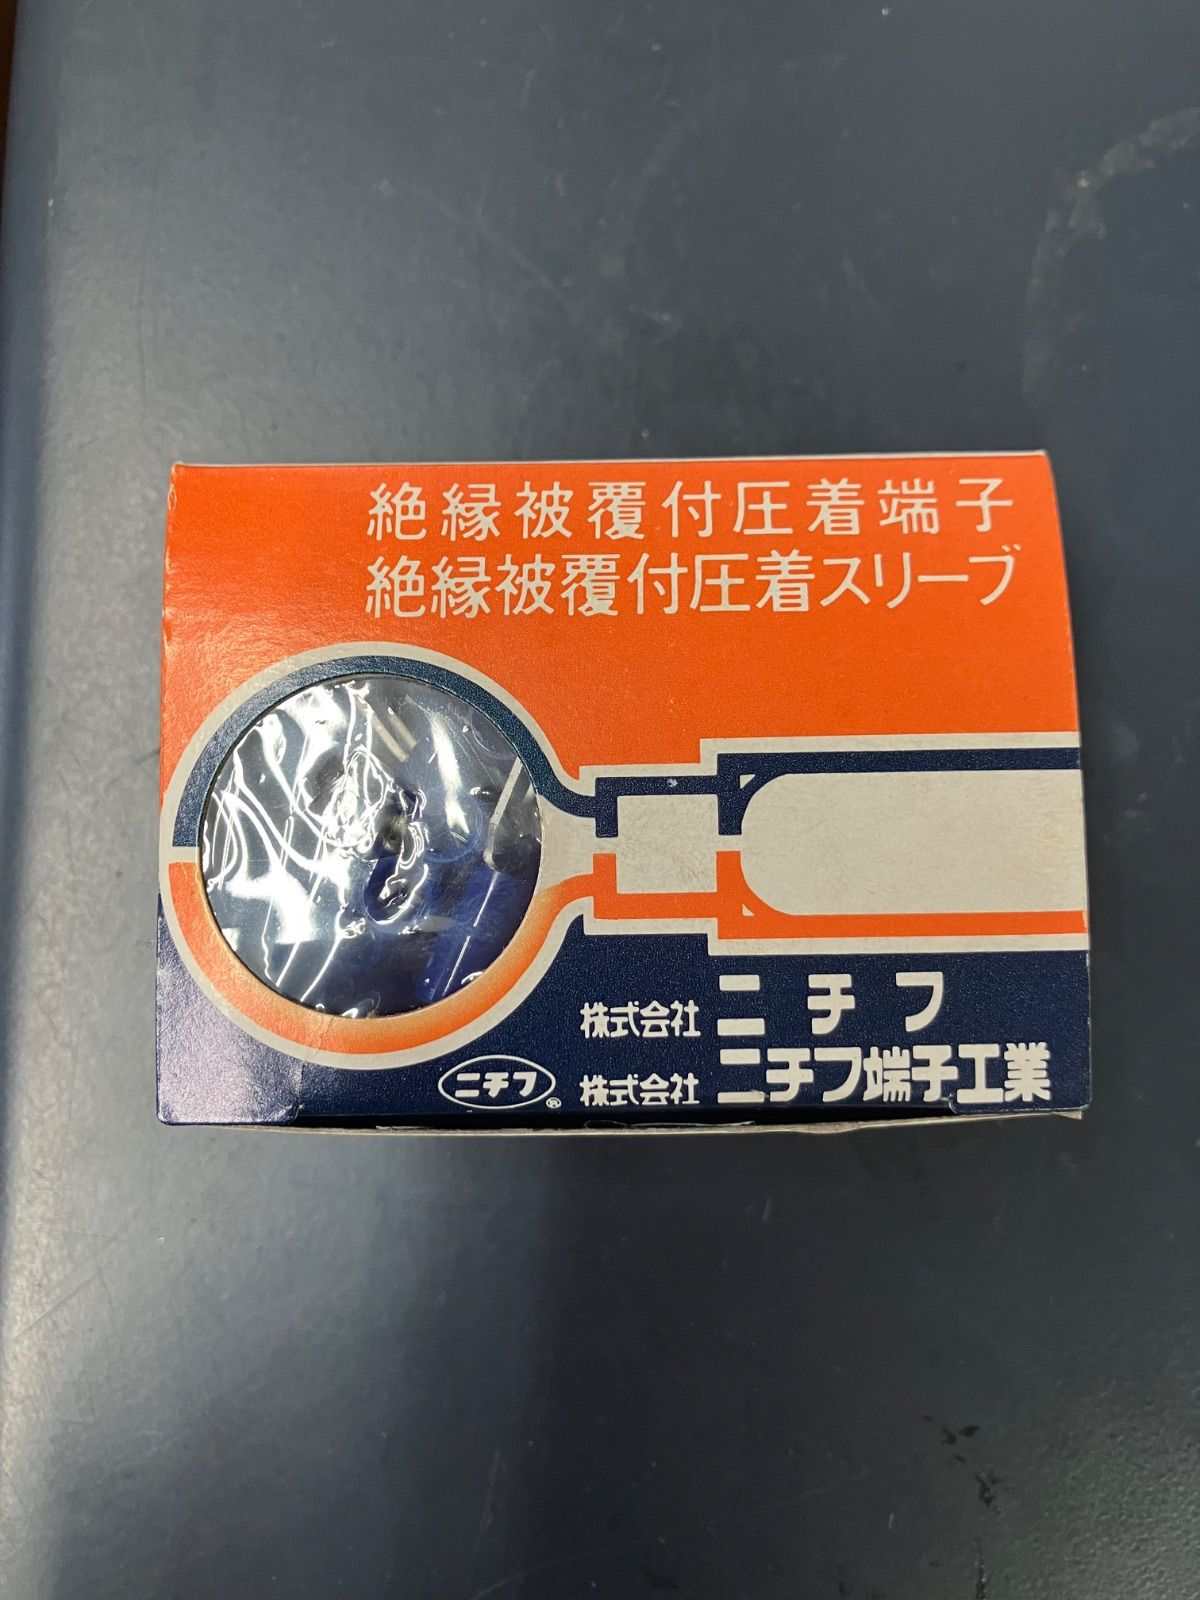 絶縁被覆付圧着端子
絶縁被覆付圧着スリーブ
株式会社 ニチフ
ニチフ® 株式会社 ニチフ端子工業